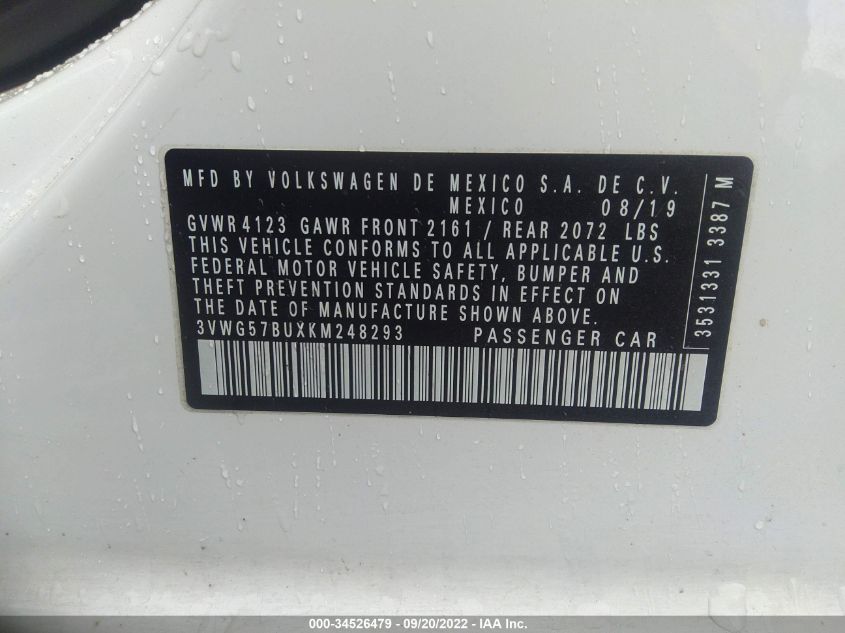 MFD BY VOLKSWAGEN DE MEXICO S.A. DE C.V.
MEXICO 08/19
GVWR 4123 GAWR FRONT 2161 / REAR 2072 LBS
THIS VEHICLE CONFORMS TO ALL APPLICABLE U.S.
FEDERAL MOTOR VEHICLE SAFETY, BUMPER AND
THEFT PREVENTION STANDARDS IN EFFECT ON
THE DATE OF MANUFACTURE SHOWN ABOVE.
3VWG57BUXKM248293 PASSENGER CAR
3531331 3387 M
000-34526479 - 09/20/2022 - IAA Inc.